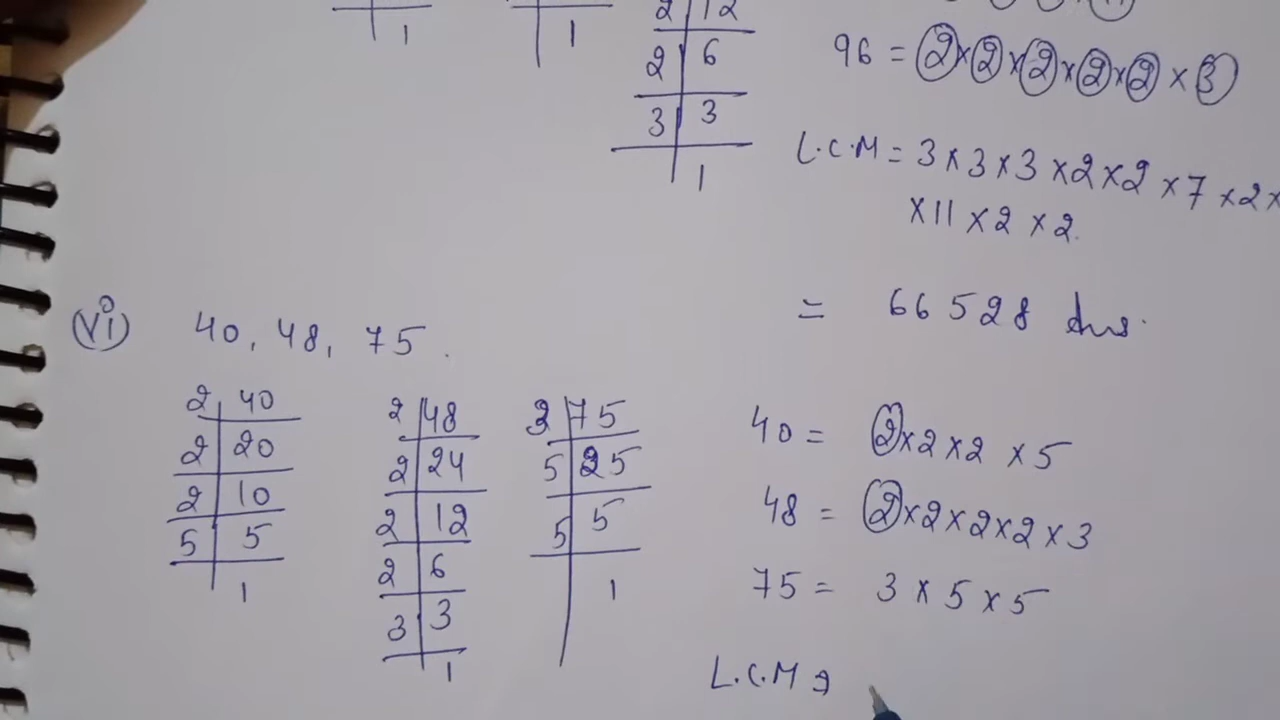 1
1
2 12
2 6
3 3
1
96 = 2 × 2 × 2 × 2 × 2 × 3
L.C.M = 3 × 3 × 3 × 2 × 2 × 7 × 2 ×
× 11 × 2 × 2
= 66528 Ans.
(vi) 40, 48, 75.
2 40
2 20
2 10
5 5
1
2 48
2 24
2 12
2 6
3 3
1
3 75
5 25
5 5
1
40 = 2 × 2 × 2 × 5
48 = 2 × 2 × 2 × 2 × 3
75 = 3 × 5 × 5
L.C.M